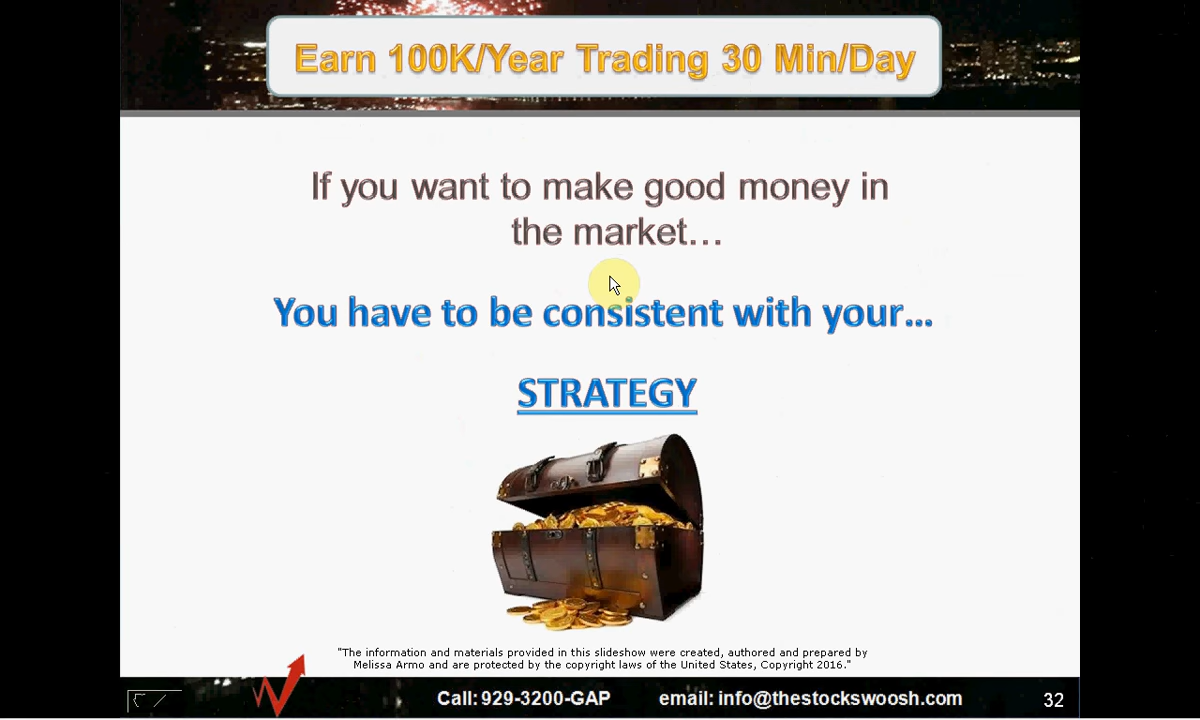 Earn 100K/Year Trading 30 Min/Day
If you want to make good money in
the market...
You have to be consistent with your...
STRATEGY
"The information and materials provided in this slideshow were created, authored and prepared by
Melissa Armo and are protected by the copyright laws of the United States, Copyright 2016."
Call: 929-3200-GAP email: info@thestockswoosh.com 32